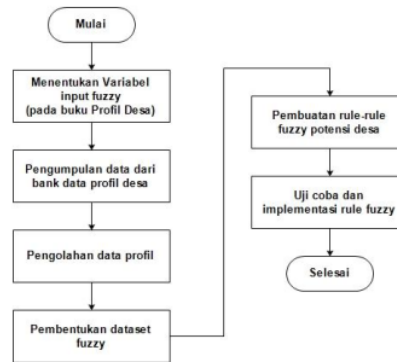 Mulai
Menentukan Variabel
input fuzzy
(pada buku Profil Desa)
Pengumpulan data dari
bank data profil desa
Pengolahan data profil
Pembentukan dataset
fuzzy
Pembuatan rule-rule
fuzzy potensi desa
Uji coba dan
implementasi rule fuzzy
Selesai